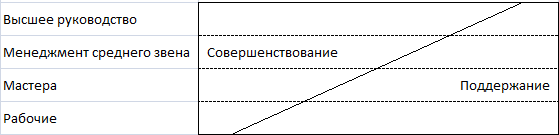 Высшее руководство
Менеджмент среднего звена Совершенствование
Мастера Поддержание
Рабочие